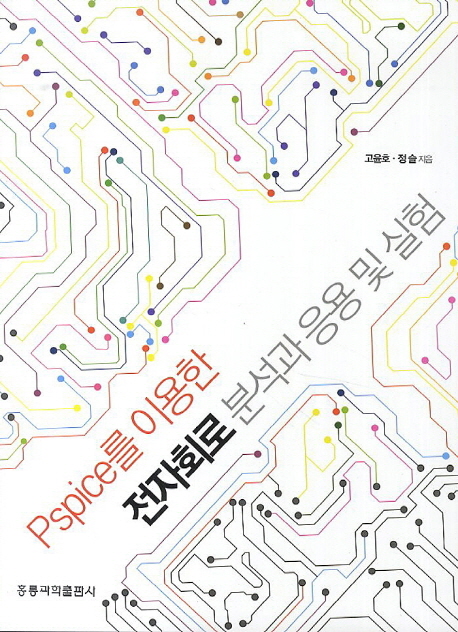 고윤호 · 정슬 지음
Pspice를 이용한
전자회로 분석과 응용 및 실험
홍릉과학출판사